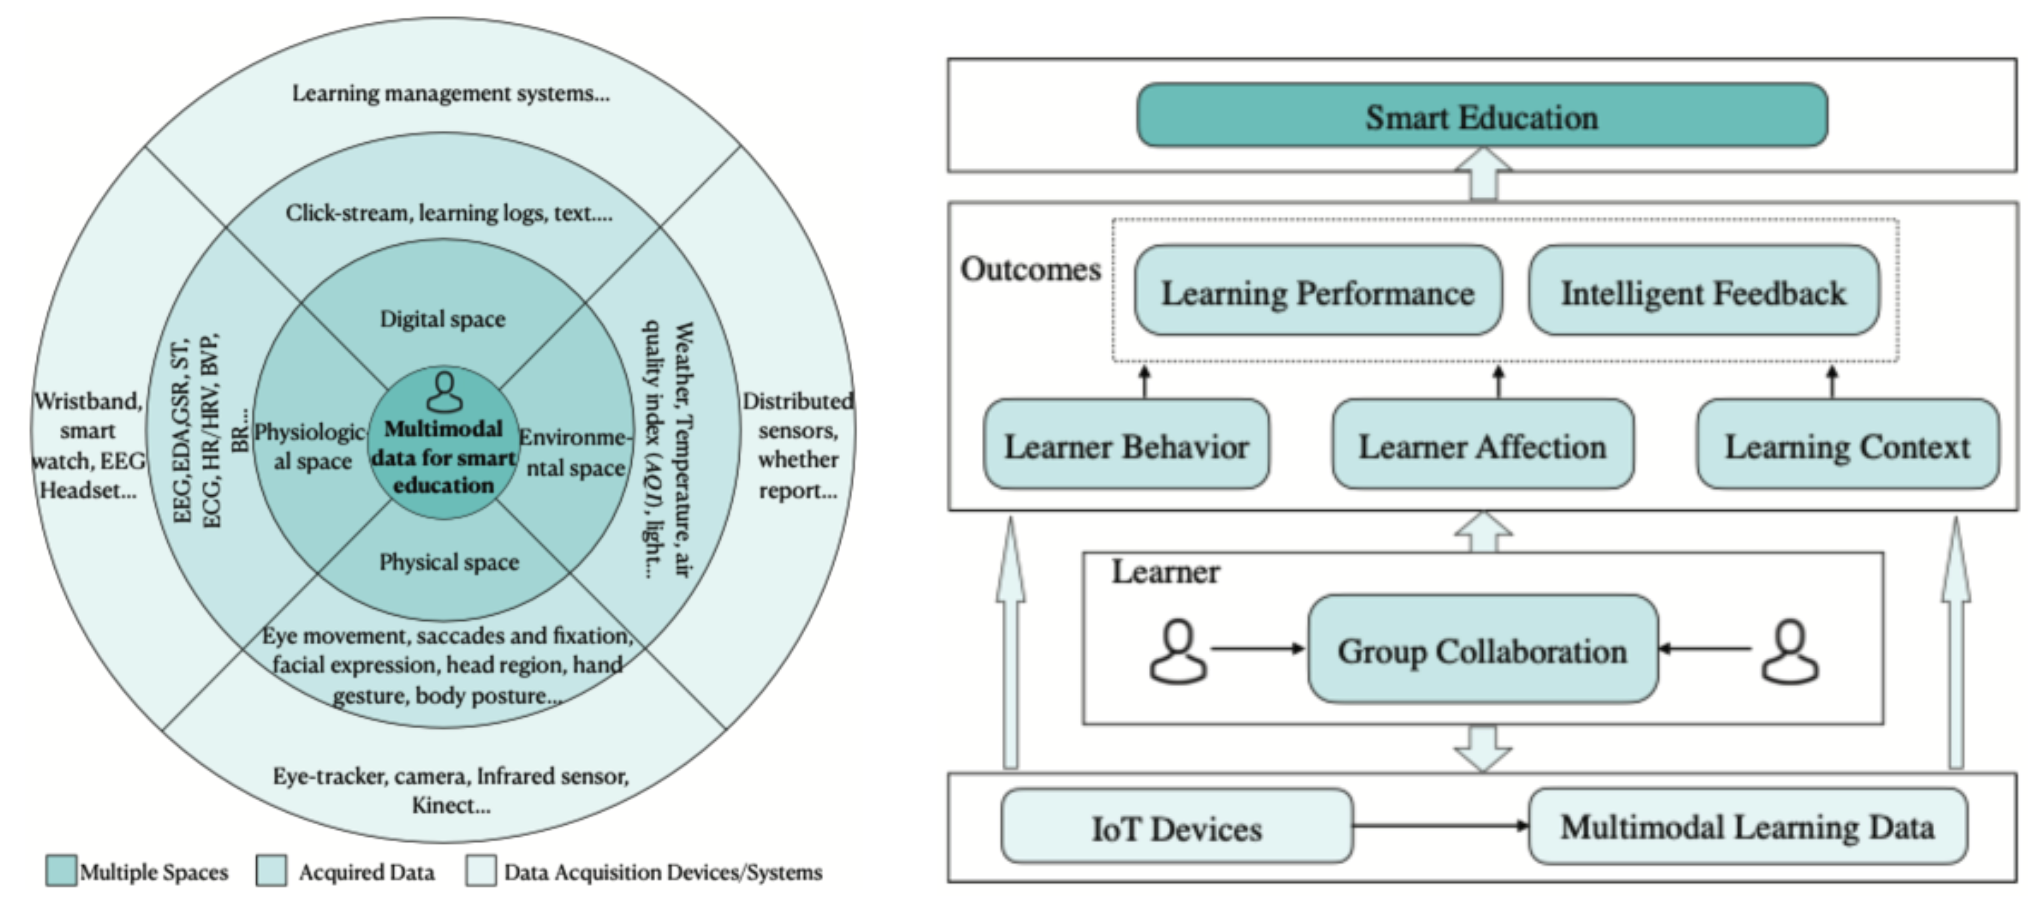 Learning management systems...
Click-stream, learning logs, text....
Digital space
Wristband,
smart
watch, EEG
Headset...
EEG,EDA,GSR, ST,
ECG, HR/HRV, BVP,
BR...
Physiologic-
al space
Multimodal
data for smart
education
Environme-
ntal space
Weather, Temperature, air
quality index (AQI), light...
Distributed
sensors,
whether
report...
Physical space
Eye movement, saccades and fixation,
facial expression, head region, hand
gesture, body posture...
Eye-tracker, camera, Infrared sensor,
Kinect...
Multiple Spaces
Acquired Data
Data Acquisition Devices/Systems
Smart Education
Outcomes
Learning Performance
Intelligent Feedback
Learner Behavior
Learner Affection
Learning Context
Learner
Group Collaboration
IoT Devices
Multimodal Learning Data